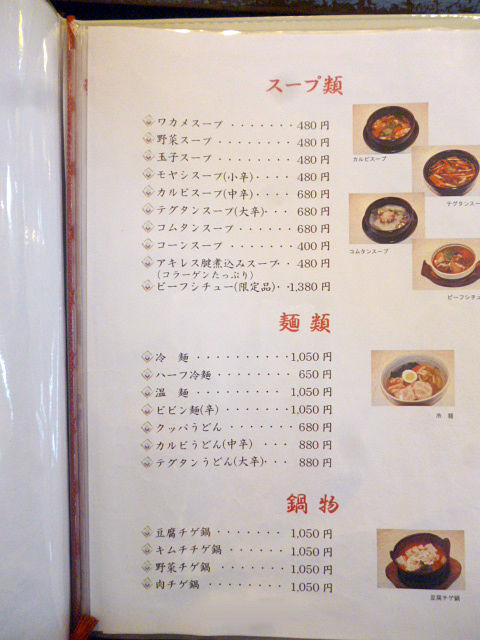 スープ類
ワカメスープ ・・・・・・・480 円
野菜スープ ・・・・・・・・480 円
玉子スープ ・・・・・・・・480 円
モヤシスープ(小辛)・・・・480 円
カルビスープ(中辛)・・・・680 円
テグタンスープ(大辛)・・・680 円
コムタンスープ ・・・・・・680 円
コーンスープ ・・・・・・・400 円
アキレス腱煮込みスープ・・480 円
(コラーゲンたっぷり)
ビーフシチュー(限定品)・・1,380 円
カルビスープ
テグタンスー
コムタンスープ
ビーフシチュ
麺類
冷 麺 ・・・・・・・・・・1,050 円
ハーフ冷麺 ・・・・・・・・650 円
温 麺 ・・・・・・・・・・1,050 円
ビビン麺(辛) ・・・・・・・1,050 円
クッパうどん ・・・・・・・680 円
カルビうどん(中辛) ・・・880 円
テグタンうどん(大辛)・・・880 円
冷 麺
鍋物
豆腐チゲ鍋 ・・・・・・・1,050 円
キムチチゲ鍋 ・・・・・・1,050 円
野菜チゲ鍋 ・・・・・・・1,050 円
肉チゲ鍋 ・・・・・・・・1,050 円
豆腐チゲ鍋